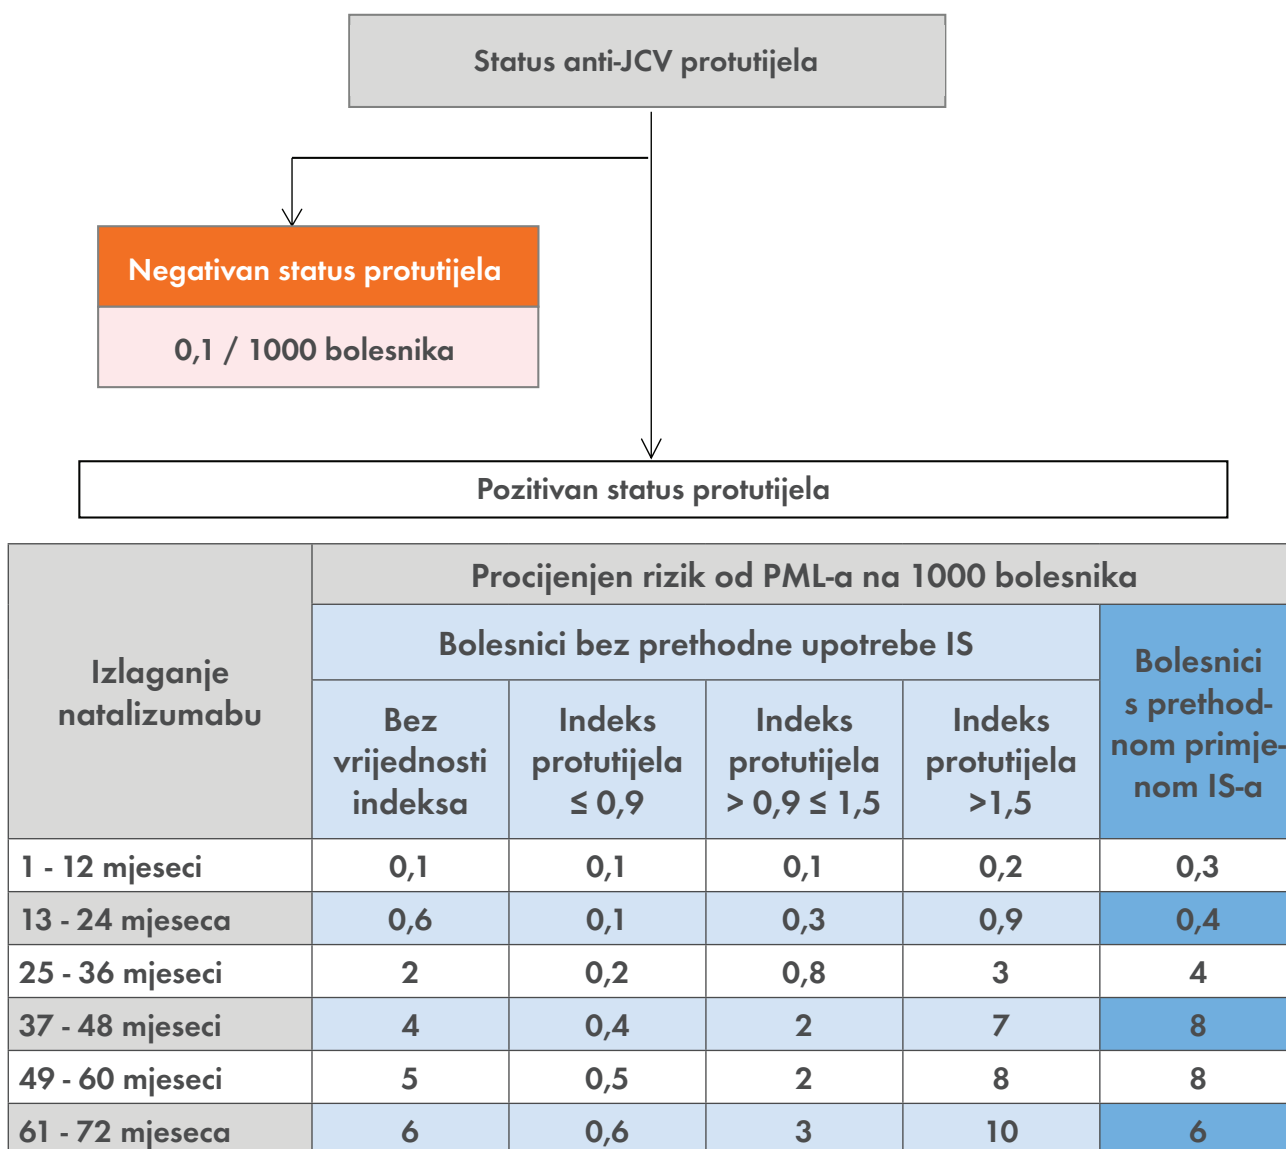 Status anti-JCV protutijela
Negativan status protutijela
0,1 / 1000 bolesnika
Pozitivan status protutijela
Izlaganje
natalizumabu
Procijenjen rizik od PML-a na 1000 bolesnika
Bolesnici bez prethodne upotrebe IS
Bolesnici
s prethod-
nom primje-
nom IS-a
Bez
vrijednosti
indeksa
Indeks
protutijela
≤ 0,9
Indeks
protutijela
> 0,9 ≤ 1,5
Indeks
protutijela
>1,5
1 - 12 mjeseci 0,1 0,1 0,1 0,2 0,3
13 - 24 mjeseca 0,6 0,1 0,3 0,9 0,4
25 - 36 mjeseci 2 0,2 0,8 3 4
37 - 48 mjeseci 4 0,4 2 7 8
49 - 60 mjeseci 5 0,5 2 8 8
61 - 72 mjeseca 6 0,6 3 10 6